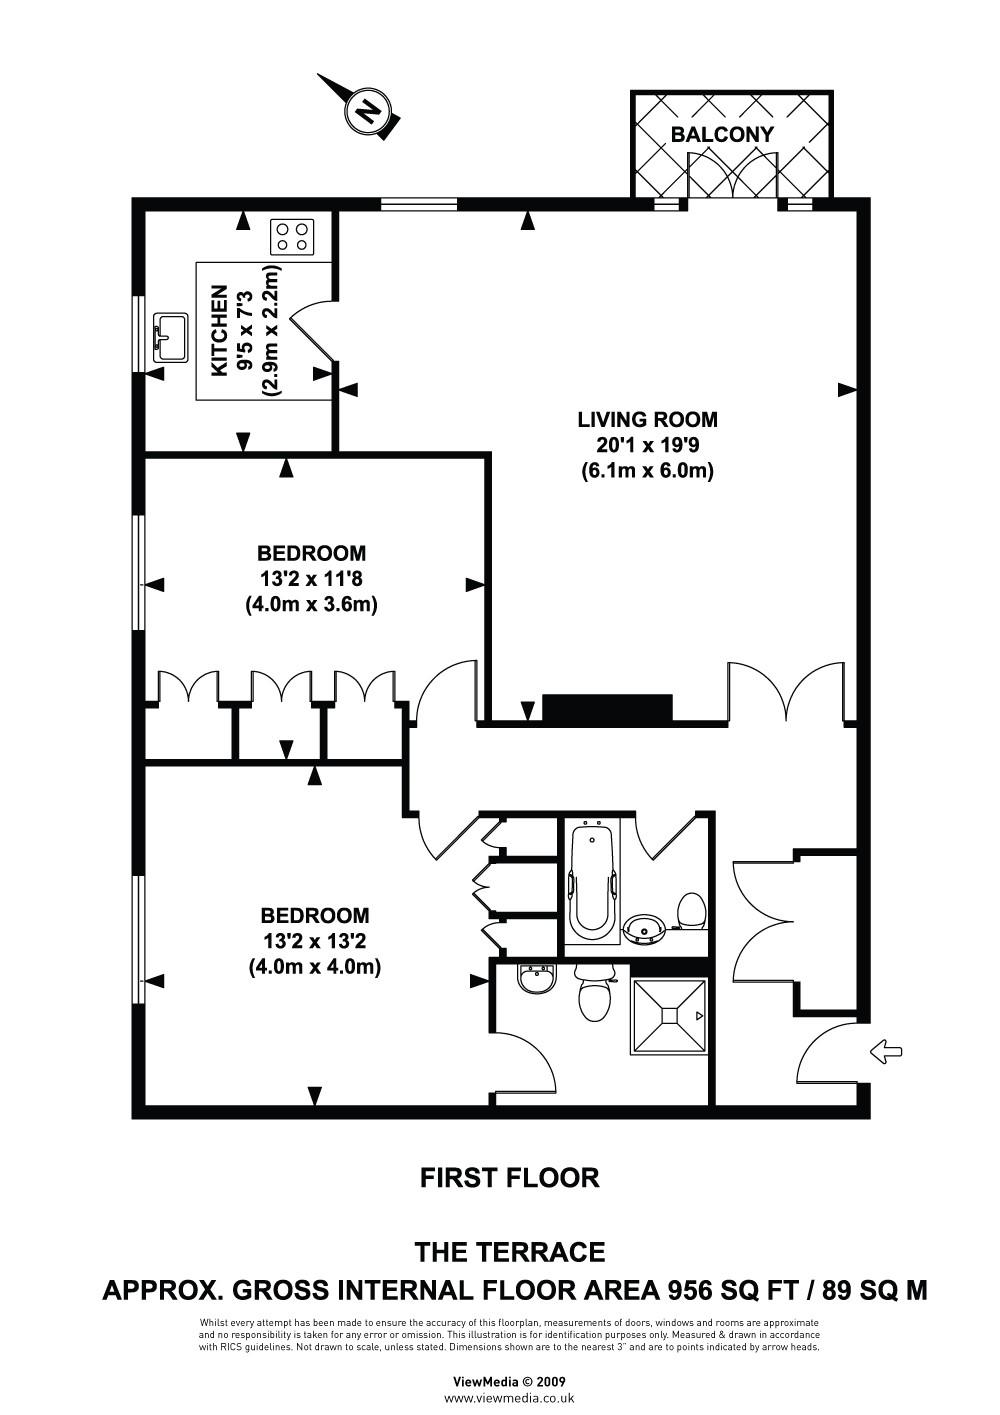 N
BALCONY
KITCHEN
9'5 x 7'3
(2.9m x 2.2m)
LIVING ROOM
20'1 x 19'9
(6.1m x 6.0m)
BEDROOM
13'2 x 11'8
(4.0m x 3.6m)
BEDROOM
13'2 x 13'2
(4.0m x 4.0m)
FIRST FLOOR
THE TERRACE
APPROX. GROSS INTERNAL FLOOR AREA 956 SQ FT / 89 SQ M
Whilst every attempt has been made to ensure the accuracy of this floorplan, measurements of doors, windows and rooms are approximate
and no responsibility is taken for any error or omission. This illustration is for identification purposes only. Measured & drawn in accordance
with RICS guidelines. Not drawn to scale, unless stated. Dimensions shown are to the nearest 3" and are to points indicated by arrow heads.
ViewMedia © 2009
www.viewmedia.co.uk